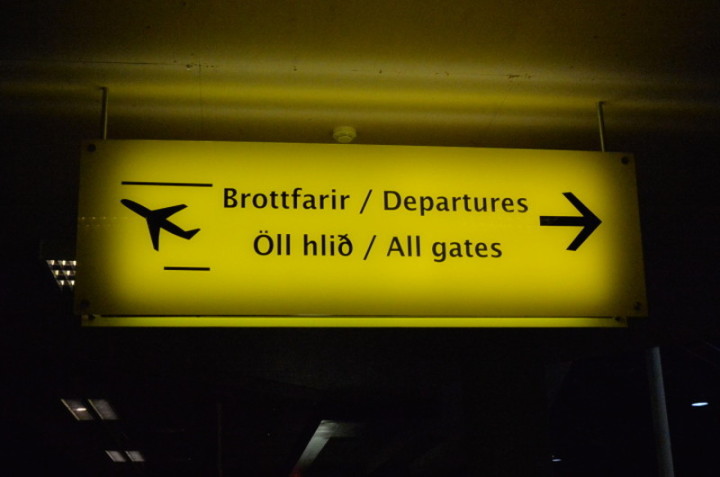 Brottfarir / Departures
Öll hlið / All gates